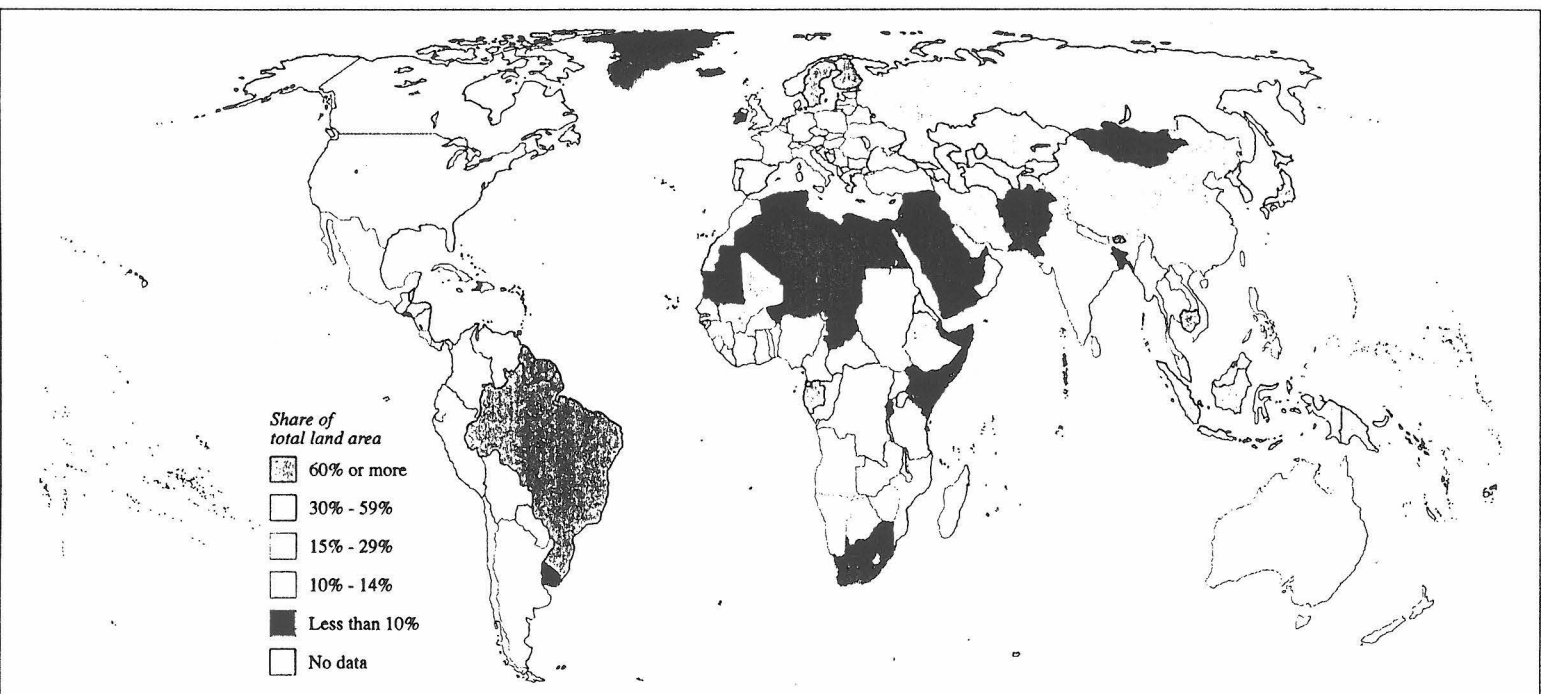 Share of
total land area
60% or more
30% - 59%
15% - 29%
10% - 14%
Less than 10%
No data